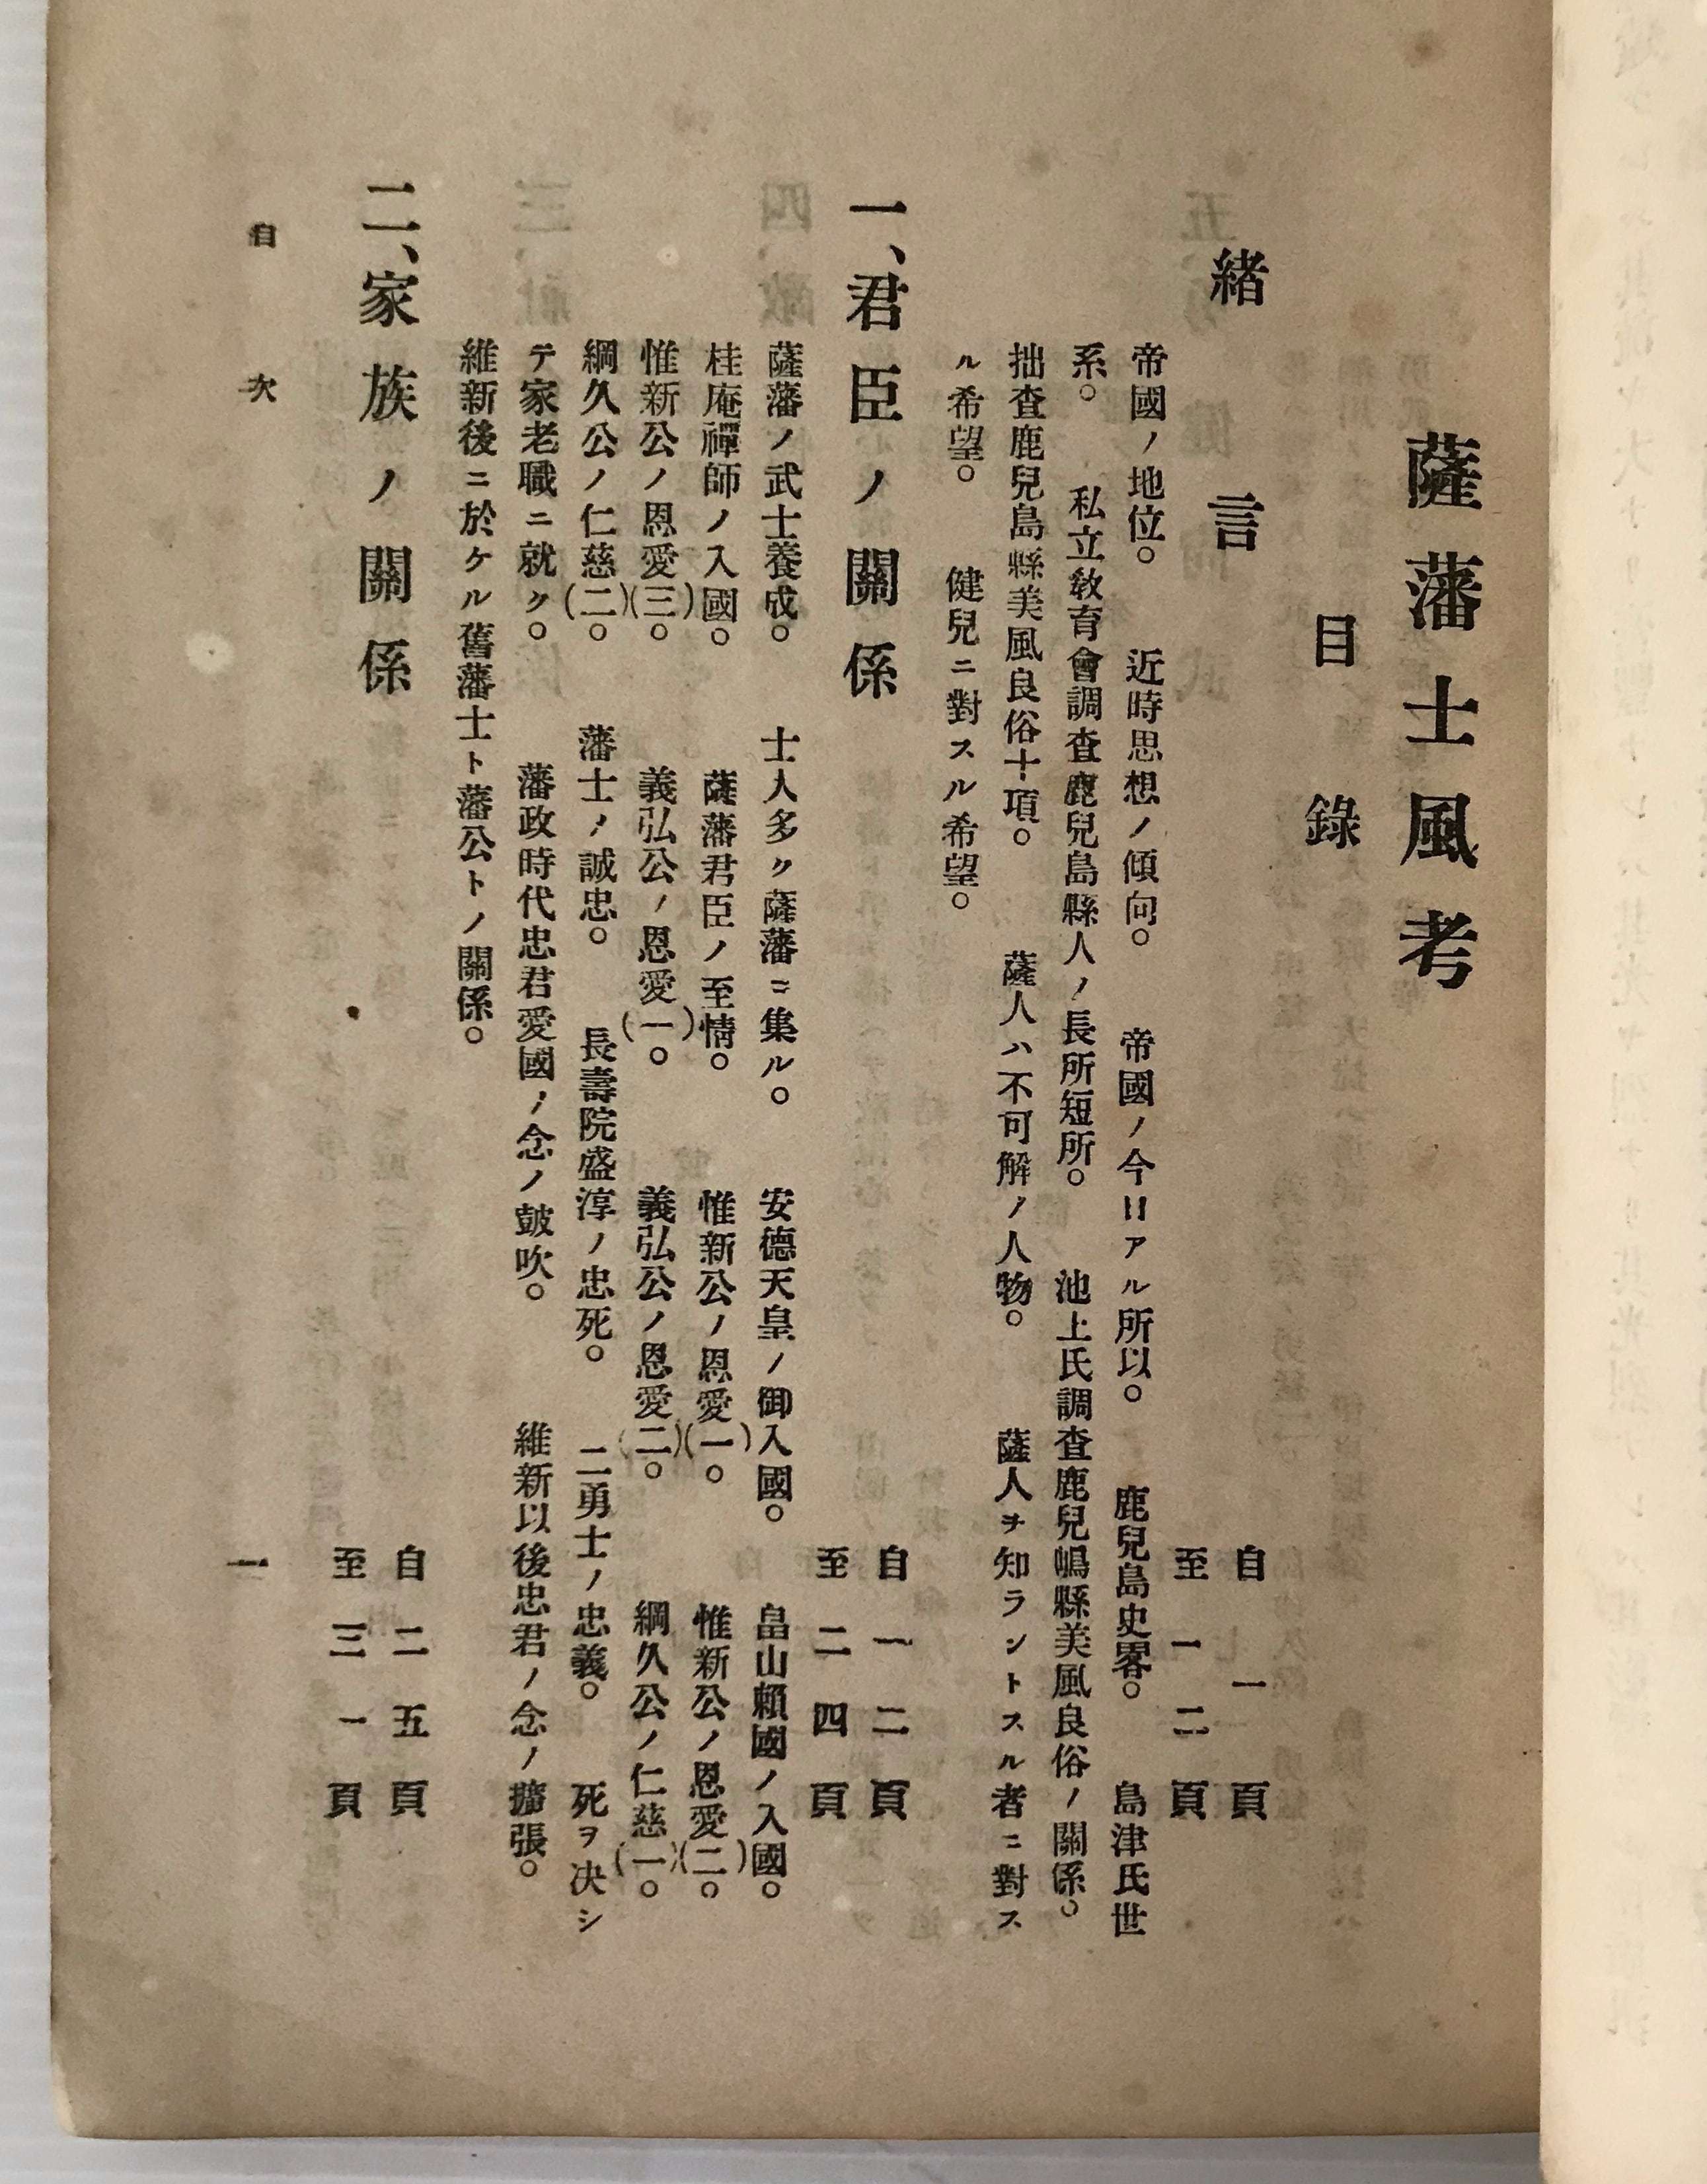 薩藩士風考
目錄
緒言
自一頁
至一二頁
帝國ノ地位。 近時思想ノ傾向。 帝國ノ今日アル所以。 鹿兒島史畧。 島津氏世
系。 私立敎育會調査鹿兒島縣人ノ長所短所。 池上氏調査鹿兒嶋縣美風良俗ノ關係。
拙査鹿兒島縣美風良俗十項。 薩人ハ不可解ノ人物。 薩人ヲ知ラントスル者ニ對ス
ル希望。 健兒ニ對スル希望。
一、君臣ノ關係
自一二頁
至二四頁
薩藩ノ武士養成。 士人多ク薩藩ニ集ル。 安德天皇ノ御入國。 畠山賴國ノ入國。
桂庵禪師ノ入國。 薩藩君臣ノ至情。 惟新公ノ恩愛(一)。 惟新公ノ恩愛(二)。
惟新公ノ恩愛(三)。 義弘公ノ恩愛(一)。 義弘公ノ恩愛(二)。 綱久公ノ仁慈(一)。
綱久公ノ仁慈(二)。 藩士ノ誠忠。 長壽院盛淳ノ忠死。 二勇士ノ忠義。 死ヲ决シ
テ家老職ニ就ク。 藩政時代忠君愛國ノ念ノ皷吹。 維新以後忠君ノ念ノ擴張。
維新後ニ於ケル舊藩士ト藩公トノ關係。
二、家族ノ關係
自二五頁
至三一頁
目次
一